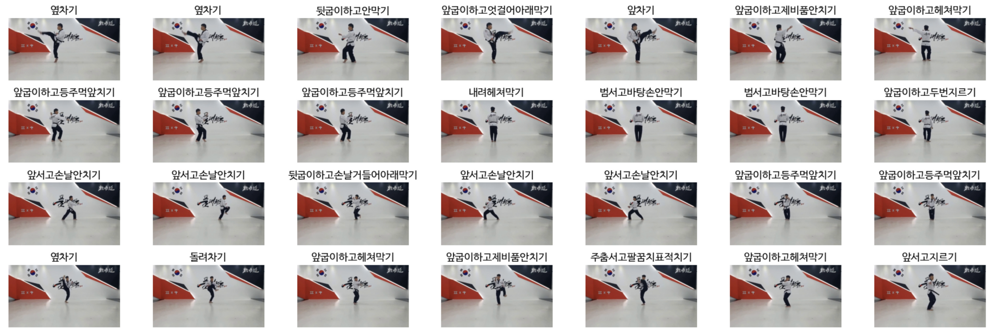 옆차기
옆차기
뒷굽이하고안막기
앞굽이하고엇걸어아래막기
앞차기
앞굽이하고제비품안치기
앞굽이하고헤쳐막기
앞굽이하고등주먹앞치기
앞굽이하고등주먹앞치기
앞굽이하고등주먹앞치기
내려헤쳐막기
범서고바탕손안막기
범서고바탕손안막기
앞굽이하고두번지르기
앞서고손날안치기
앞서고손날안치기
뒷굽이하고손날거들어아래막기
앞서고손날안치기
앞서고손날안치기
앞굽이하고등주먹앞치기
앞굽이하고등주먹앞치기
옆차기
돌려차기
앞굽이하고헤쳐막기
앞굽이하고제비품안치기
주춤서고팔꿈치표적치기
앞굽이하고헤쳐막기
앞서고지르기